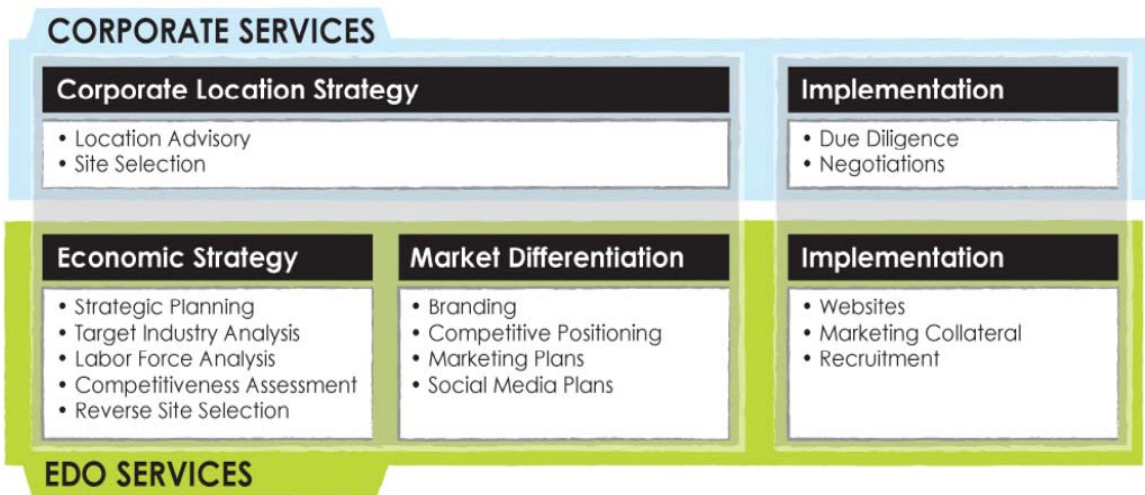 CORPORATE SERVICES
Corporate Location Strategy
• Location Advisory
• Site Selection
Implementation
• Due Diligence
• Negotiations
Economic Strategy
• Strategic Planning
• Target Industry Analysis
• Labor Force Analysis
• Competitiveness Assessment
• Reverse Site Selection
Market Differentiation
• Branding
• Competitive Positioning
• Marketing Plans
• Social Media Plans
Implementation
• Websites
• Marketing Collateral
• Recruitment
EDO SERVICES